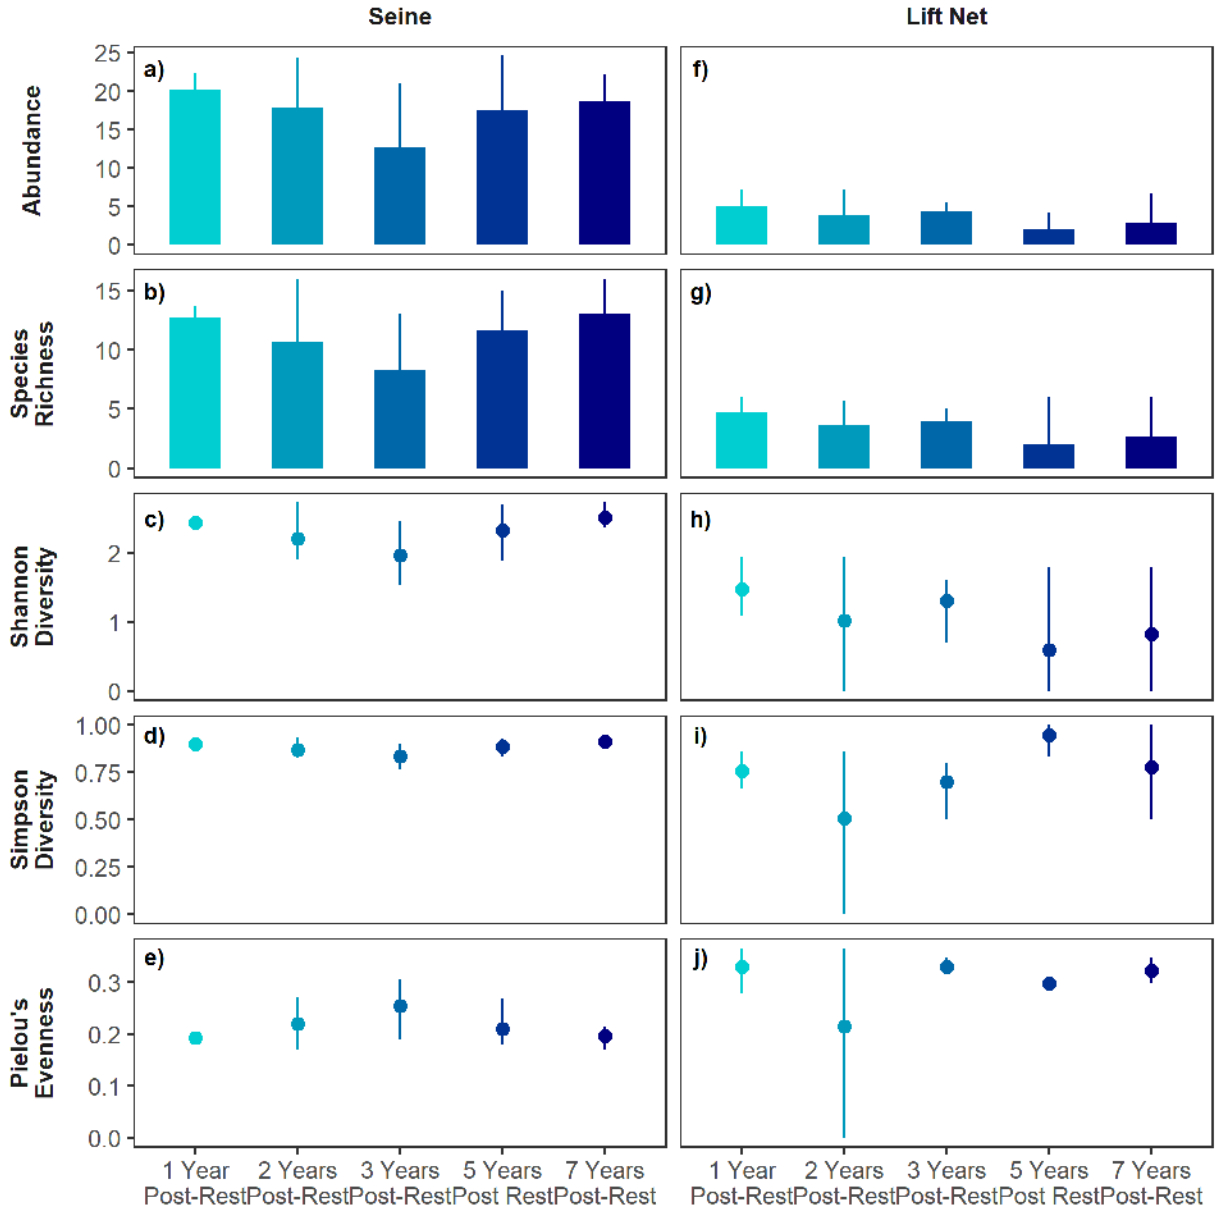 Seine
Lift Net
Abundance
25
20
15
10
5
0
a)
f)
Species
Richness
15
10
5
0
b)
g)
Shannon
Diversity
2
1
0
c)
h)
Simpson
Diversity
1.00
0.75
0.50
0.25
0.00
d)
i)
Pielou's
Evenness
0.3
0.2
0.1
0.0
e)
j)
1 Year
Post-Rest
2 Years
Post-Rest
3 Years
Post-Rest
5 Years
Post Rest
7 Years
Post-Rest
1 Year
Post-Rest
2 Years
Post-Rest
3 Years
Post-Rest
5 Years
Post Rest
7 Years
Post-Rest